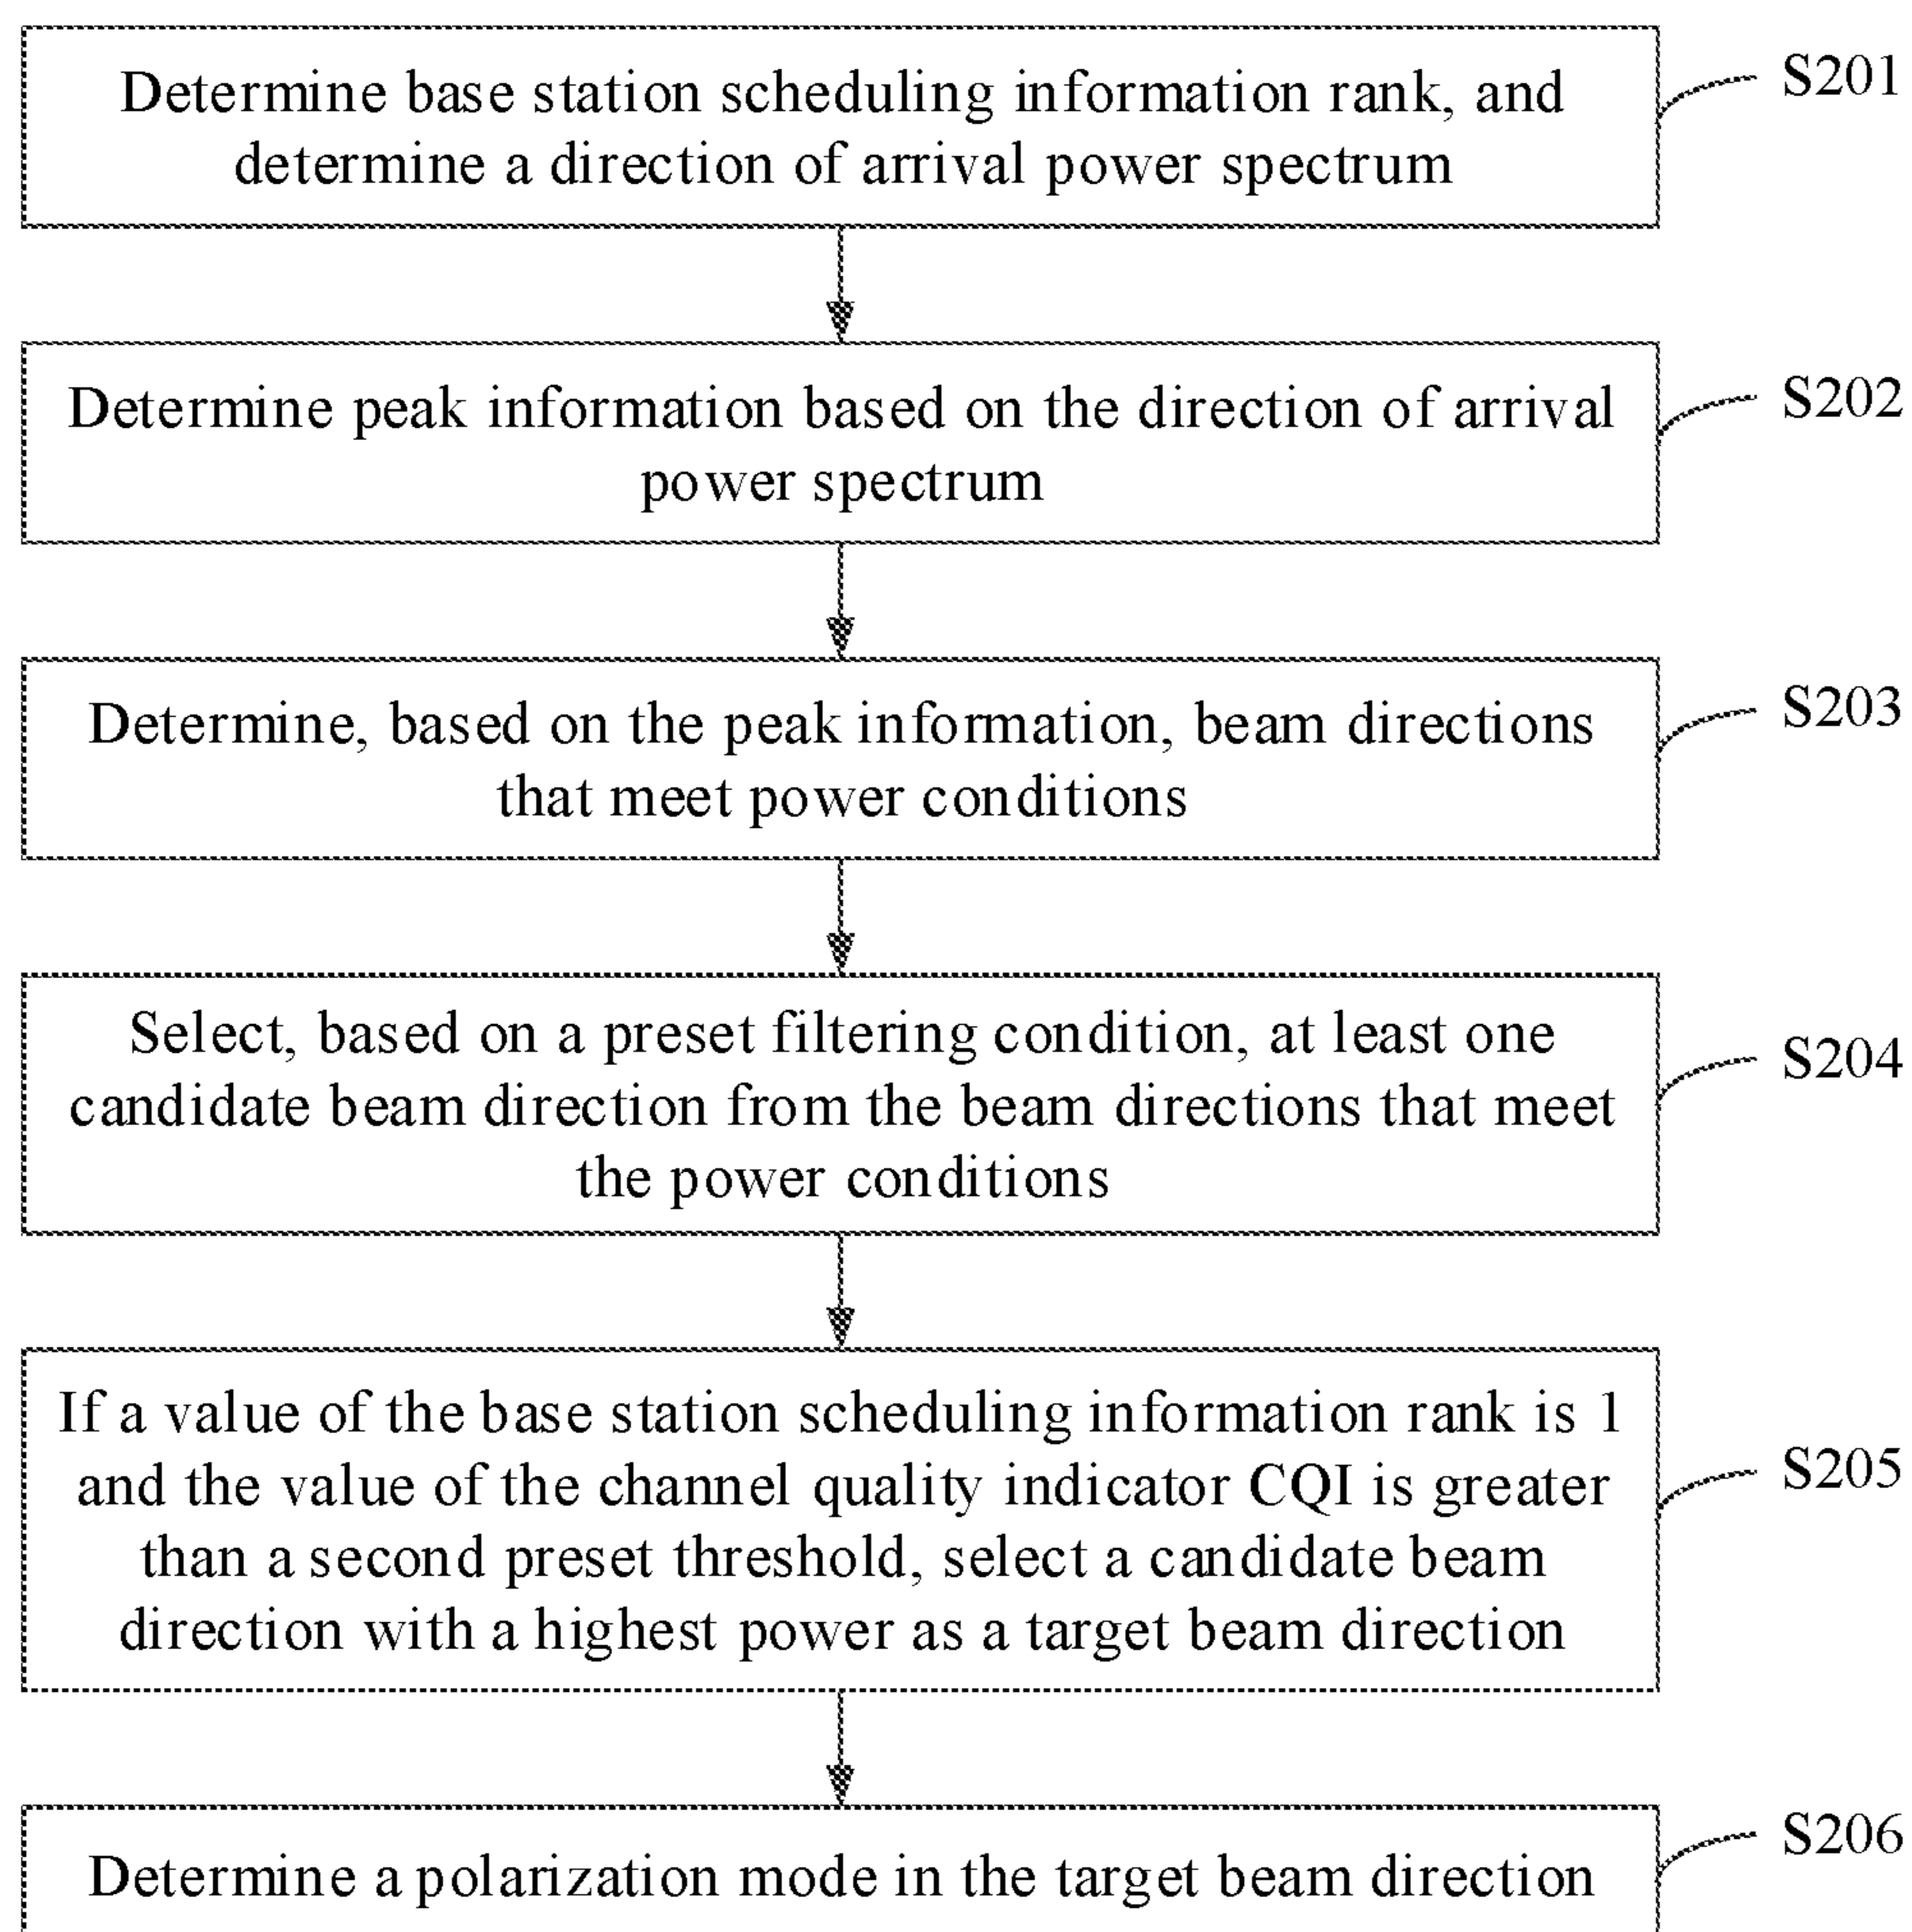 Determine base station scheduling information rank, and
determine a direction of arrival power spectrum
S201
Determine peak information based on the direction of arrival
power spectrum
S202
Determine, based on the peak information, beam directions
that meet power conditions
S203
Select, based on a preset filtering condition, at least one
candidate beam direction from the beam directions that meet
the power conditions
S204
If a value of the base station scheduling information rank is 1
and the value of the channel quality indicator CQI is greater
than a second preset threshold, select a candidate beam
direction with a highest power as a target beam direction
S205
Determine a polarization mode in the target beam direction
S206